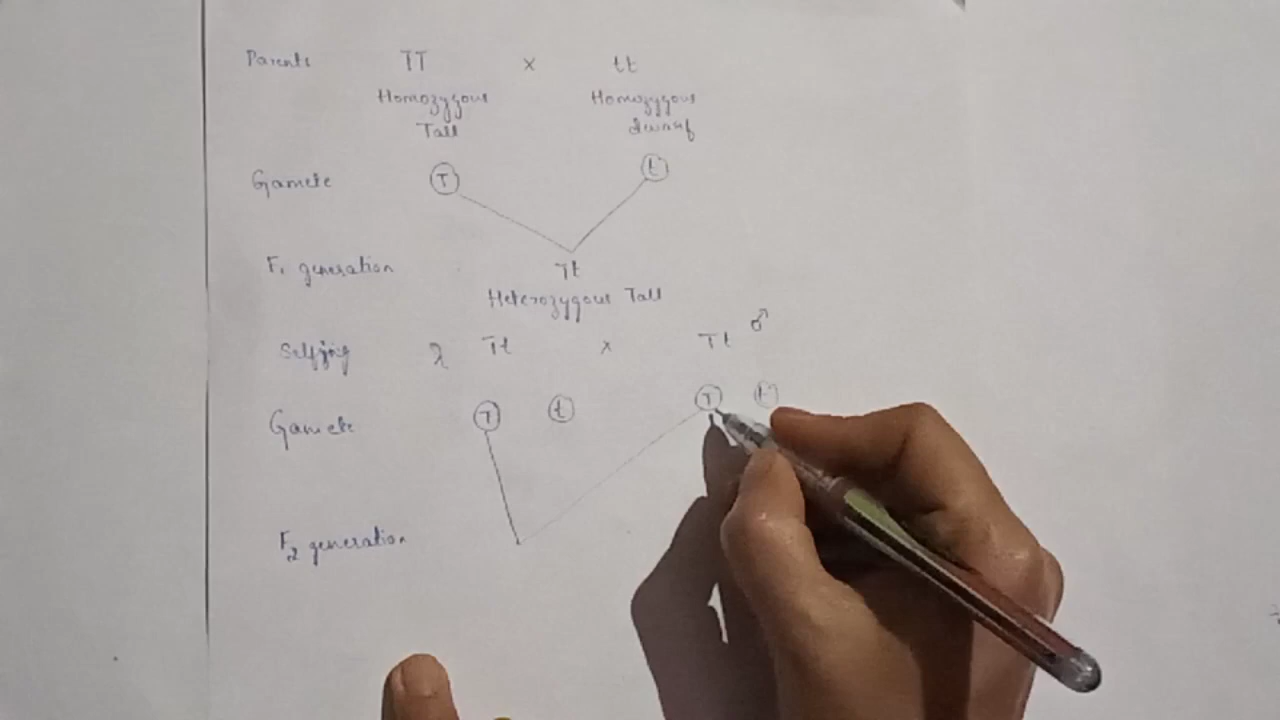 Parents TT x tt
Homozygous Homozygous
Tall dwarf
Gamete T t
F1 generation Tt
Heterozygous Tall
Selfing ♀ Tt x Tt ♂
Gamete T t T t
F2 generation